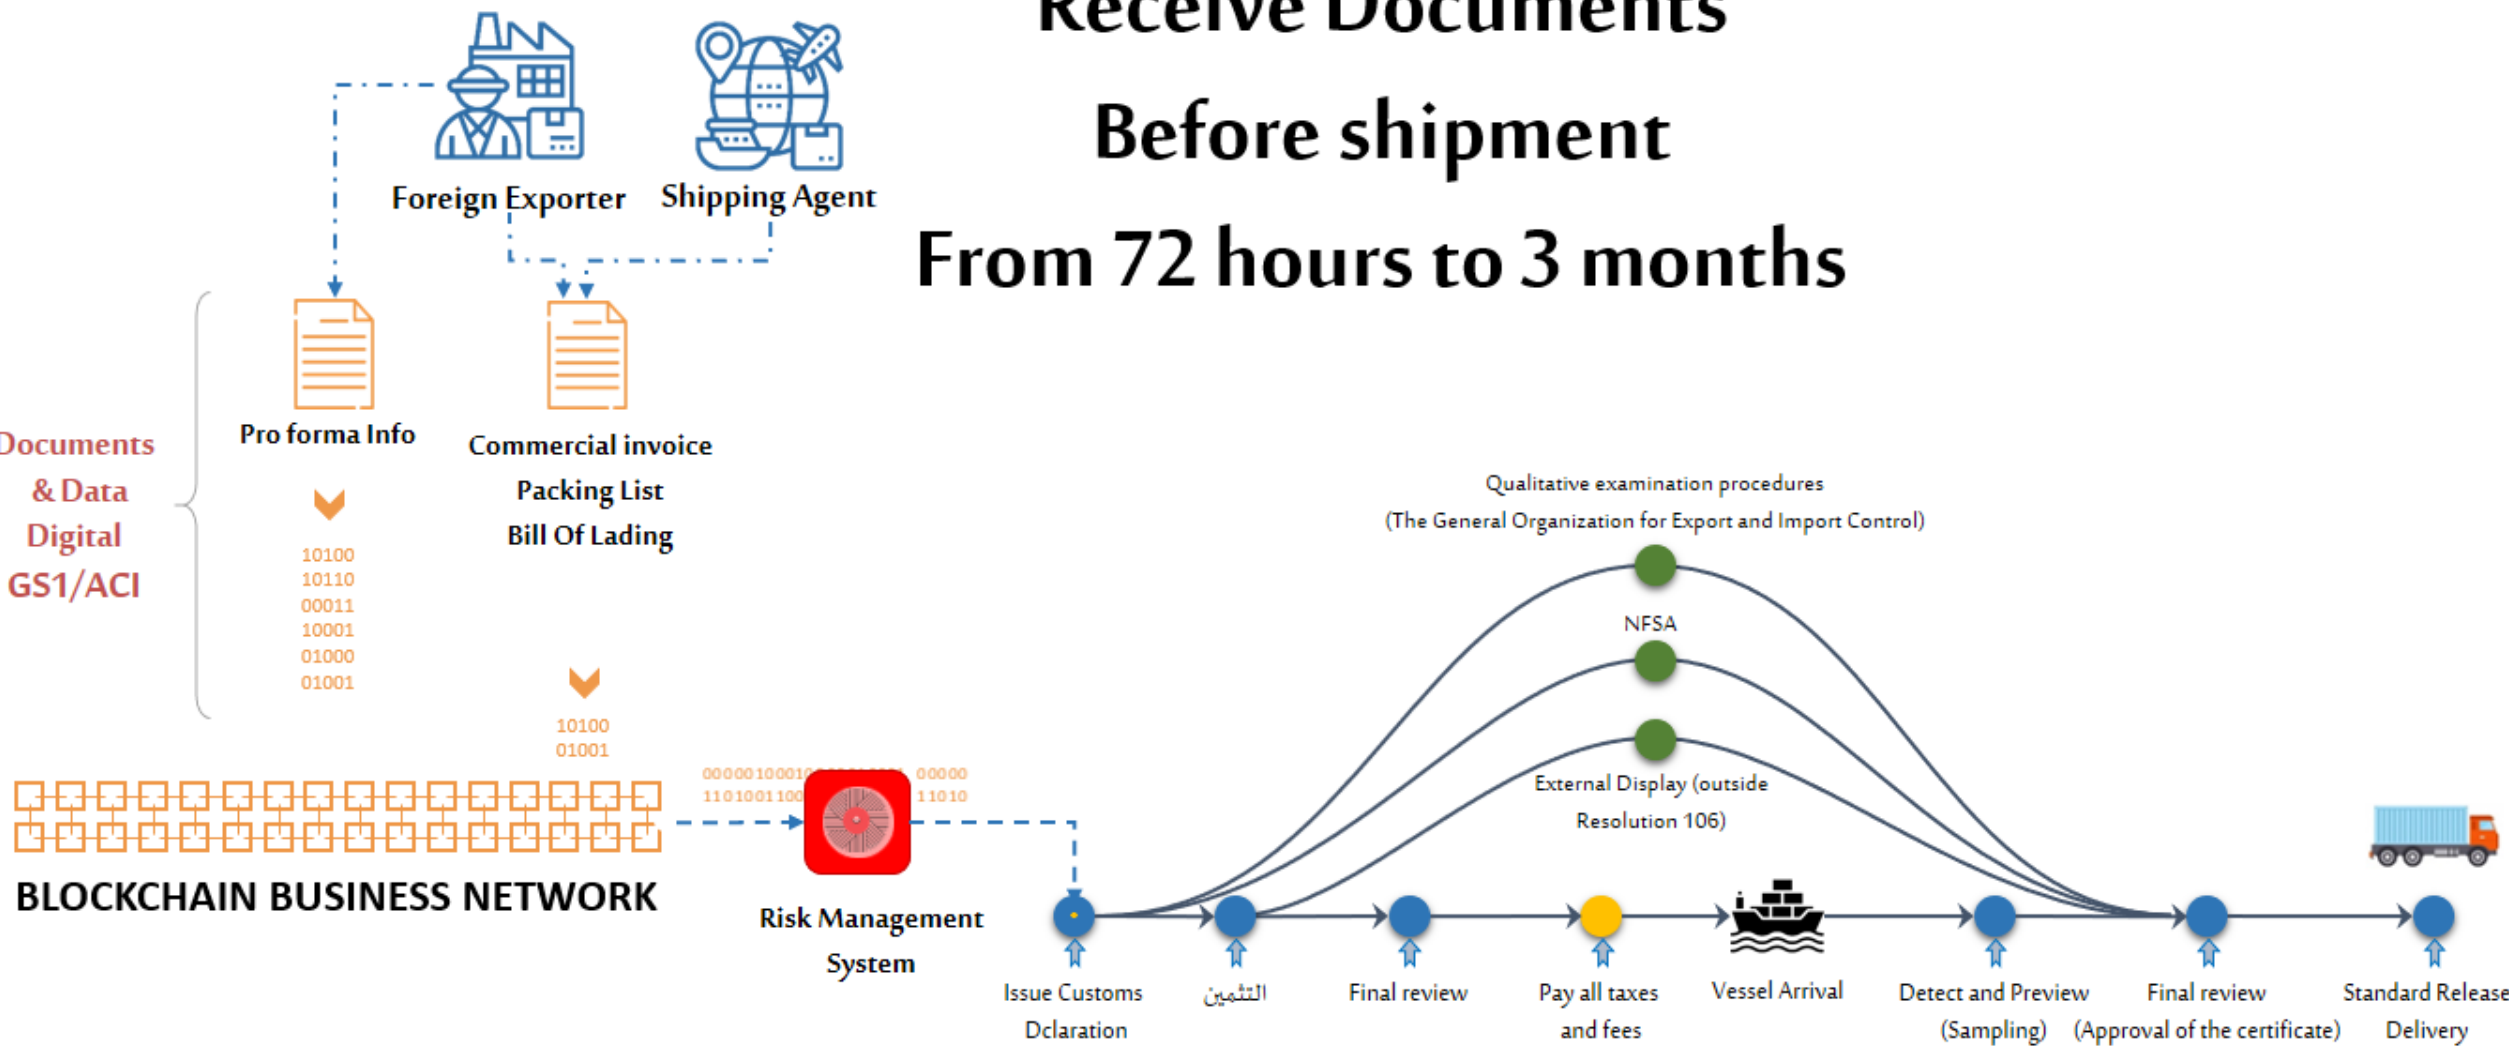 Receive Documents
Before shipment
From 72 hours to 3 months
Foreign Exporter
Shipping Agent
Pro forma Info
Commercial invoice
Packing List
Bill Of Lading
Documents
& Data
Digital
GS1/ACI
10100
10110
00011
10001
01000
01001
10100
01001
BLOCKCHAIN BUSINESS NETWORK
00000
11010
Risk Management
System
Qualitative examination procedures
(The General Organization for Export and Import Control)
NFSA
External Display (outside
Resolution 106)
Issue Customs
Dclaration
التثمين
Final review
Pay all taxes
and fees
Vessel Arrival
Detect and Preview
(Sampling)
Final review
(Approval of the certificate)
Standard Release
Delivery